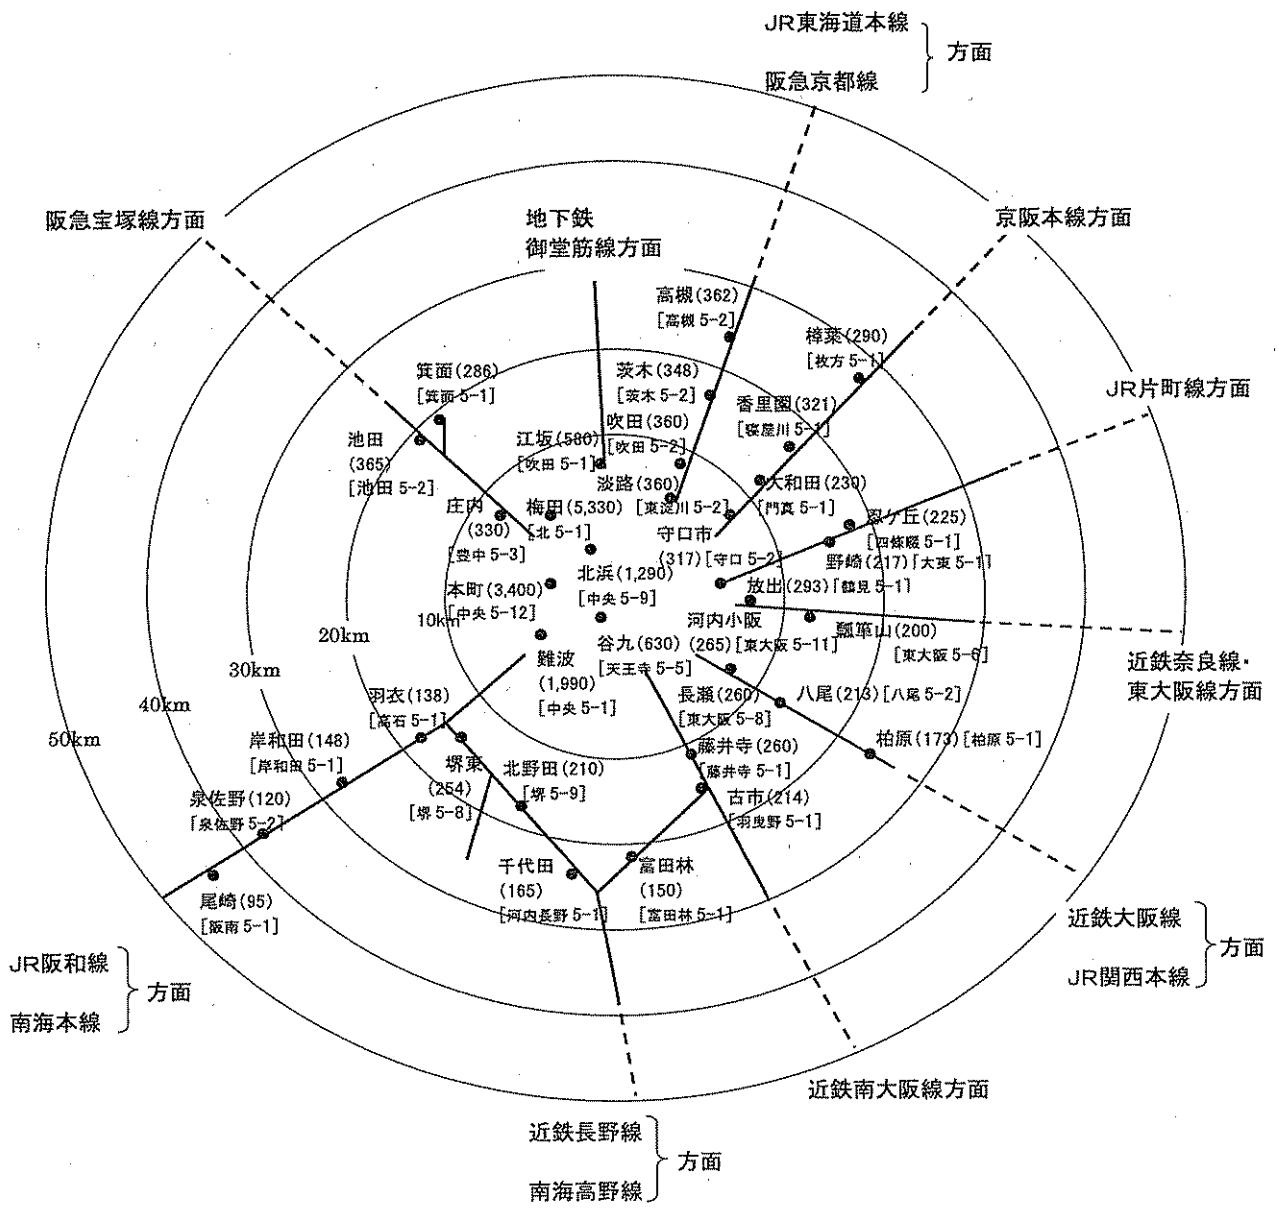 JR東海道本線
阪急京都線
方面
阪急宝塚線方面
地下鉄
御堂筋線方面
京阪本線方面
高槻(362)
[高槻 5-2]
樟葉(290)
[枚方 5-1]
箕面(286)
[箕面 5-1]
茨木(348)
[茨木 5-2]
JR片町線方面
香里園(321)
[寝屋川 5-1]
吹田(360)
[吹田 5-2]
池田
(365)
[池田 5-2]
江坂(580)
[吹田 5-1]
淡路(360)
[東淀川 5-2]
大和田(230)
[門真 5-1]
庄内
(330)
[豊中 5-3]
梅田(5,330)
[北 5-1]
守口市
(317)[守口 5-2]
忍ケ丘(225)
[四條畷 5-1]
野崎(217)「大東 5-1]
北浜(1,290)
[中央 5-9]
本町(3,400)
[中央 5-12]
放出(293)「鶴見 5-1]
10km
20km
30km
40km
50km
河内小阪
(265)[東大阪 5-11]
瓢箪山(200)
[東大阪 5-6]
谷九(630)
[天王寺 5-5]
難波
(1,990)
[中央 5-1]
近鉄奈良線・
東大阪線方面
羽衣(138)
[高石 5-1]
長瀬(260)
[東大阪 5-8]
八尾(213)[八尾 5-2]
柏原(173)[柏原 5-1]
岸和田(148)
[岸和田 5-1]
堺東
(254)
[堺 5-8]
北野田(210)
[堺 5-9]
藤井寺(260)
[藤井寺 5-1]
泉佐野(120)
「泉佐野 5-2]
古市(214)
[羽曳野 5-1]
千代田
(165)
[河内長野 5-1]
富田林
(150)
[富田林 5-1]
尾崎(95)
[阪南 5-1]
近鉄大阪線
JR関西本線
方面
JR阪和線
南海本線
方面
近鉄南大阪線方面
近鉄長野線
南海高野線
方面